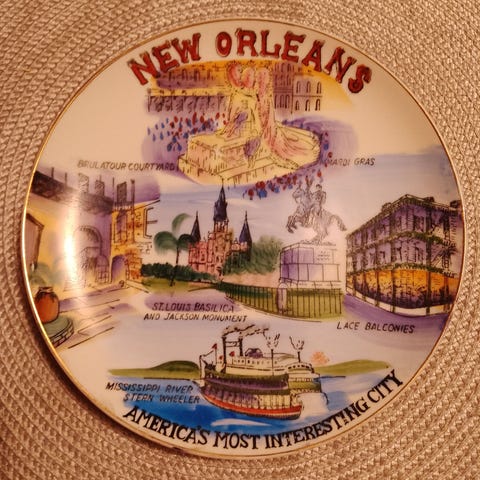 NEW ORLEANS
BRULATOUR COURTYARD
MARDI GRAS
ST. LOUIS BASILICA
AND JACKSON MONUMENT
LACE BALCONIES
MISSISSIPPI RIVER
STERN WHEELER
AMERICA'S MOST INTERESTING CITY